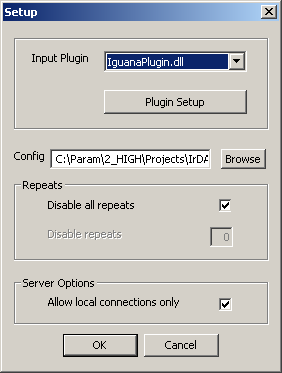 Setup
Input Plugin IguanaPlugin.dll
Plugin Setup
Config C:\Param\2_HIGH\Projects\IrDA Browse
Repeats
Disable all repeats
Disable repeats 0
Server Options
Allow local connections only
OK Cancel